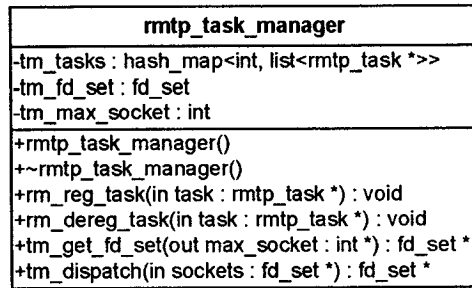 rmtp_task_manager
-tm_tasks : hash_map<int, list<rmtp_task *>>
-tm_fd_set : fd_set
-tm_max_socket : int
+rmtp_task_manager()
+~rmtp_task_manager()
+rm_reg_task(in task : rmtp_task *) : void
+rm_dereg_task(in task : rmtp_task *) : void
+tm_get_fd_set(out max_socket : int *) : fd_set *
+tm_dispatch(in sockets : fd_set *) : fd_set *